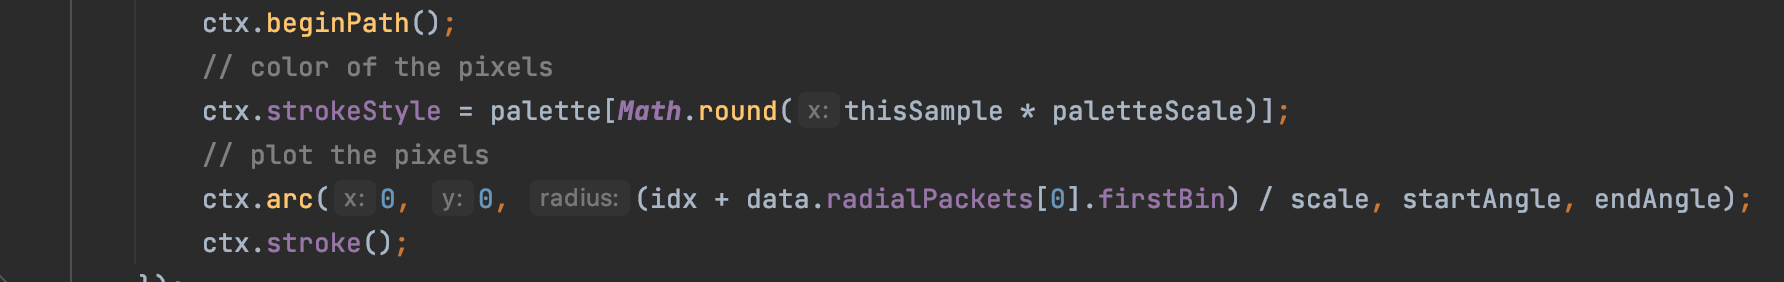 ctx.beginPath();
// color of the pixels
ctx.strokeStyle = palette[Math.round( x: thisSample * paletteScale)];
// plot the pixels
ctx.arc( x: 0, y: 0, radius: (idx + data.radialPackets[0].firstBin) / scale, startAngle, endAngle);
ctx.stroke();
});